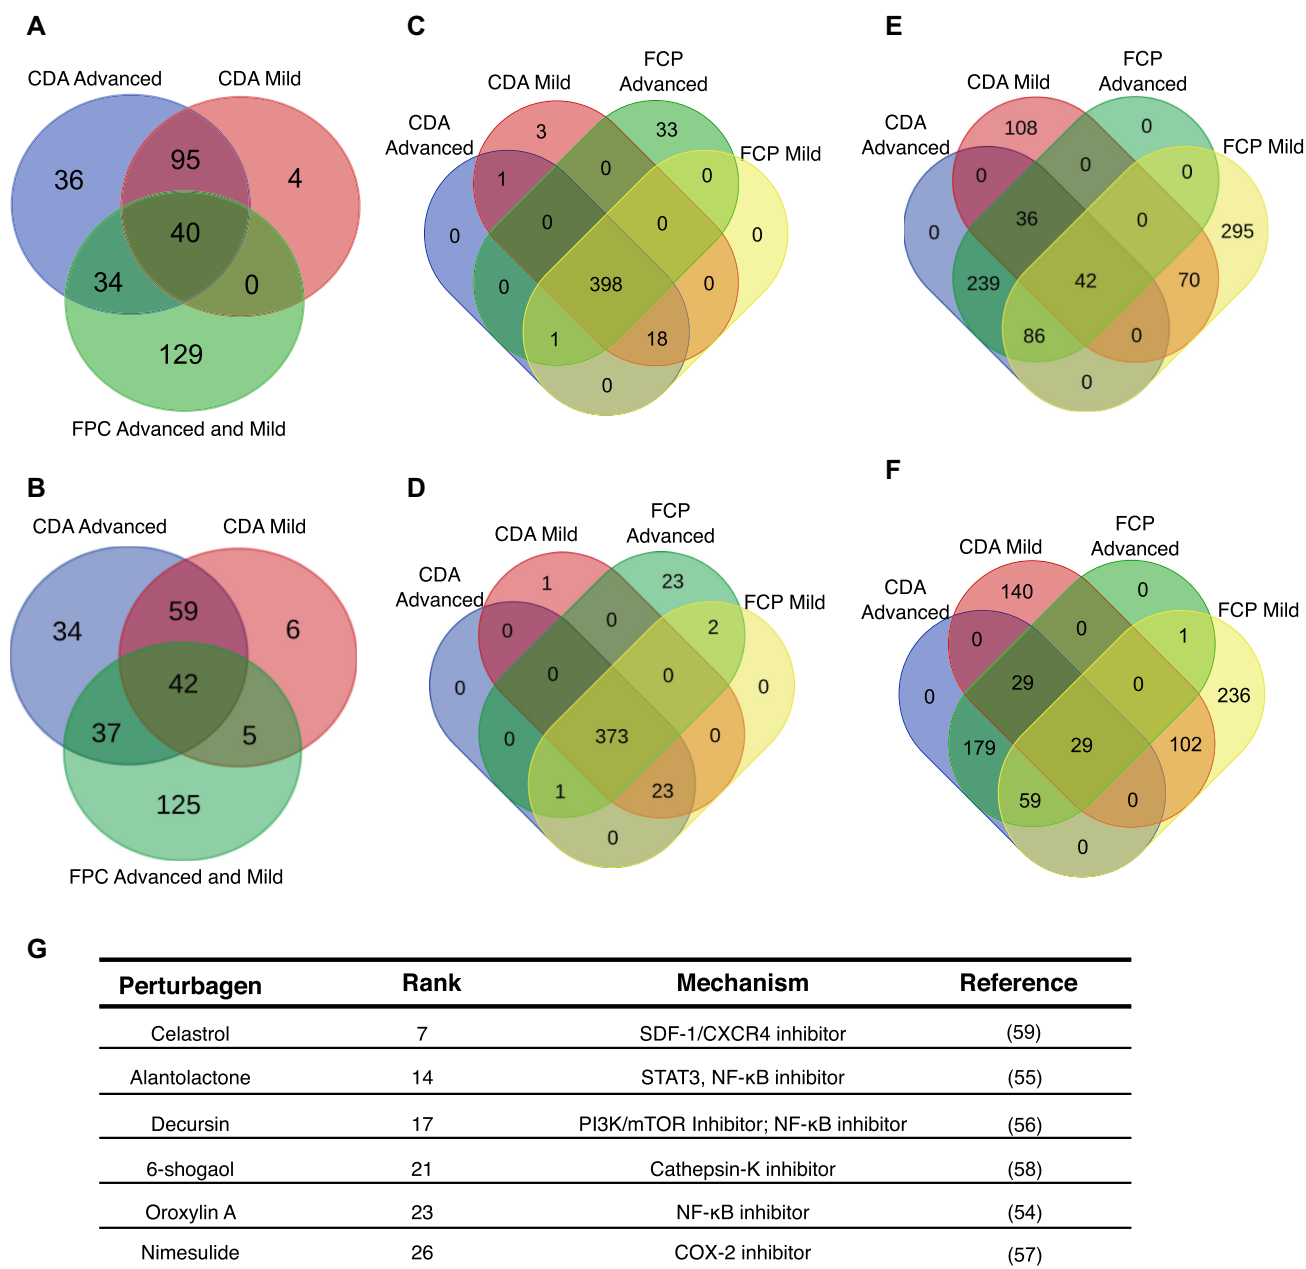 A
CDA Advanced
CDA Mild
36
95
4
40
34
0
129
FPC Advanced and Mild
B
CDA Advanced
CDA Mild
34
59
6
42
37
5
125
FPC Advanced and Mild
C
CDA
Advanced
CDA Mild
FCP
Advanced
FCP Mild
3
33
1
0
0
0
0
0
0
0
398
0
1
18
0
D
CDA
Advanced
CDA Mild
FCP
Advanced
FCP Mild
1
23
0
0
2
0
0
0
0
0
373
0
1
23
0
E
CDA
Advanced
CDA Mild
FCP
Advanced
FCP Mild
108
0
0
0
0
0
36
0
295
239
42
70
86
0
0
F
CDA
Advanced
CDA Mild
FCP
Advanced
FCP Mild
140
0
0
0
1
0
29
0
236
179
29
102
59
0
0
G
Perturbagen Rank Mechanism Reference
Celastrol 7 SDF-1/CXCR4 inhibitor (59)
Alantolactone 14 STAT3, NF-κB inhibitor (55)
Decursin 17 PI3K/mTOR Inhibitor; NF-κB inhibitor (56)
6-shogaol 21 Cathepsin-K inhibitor (58)
Oroxylin A 23 NF-κB inhibitor (54)
Nimesulide 26 COX-2 inhibitor (57)